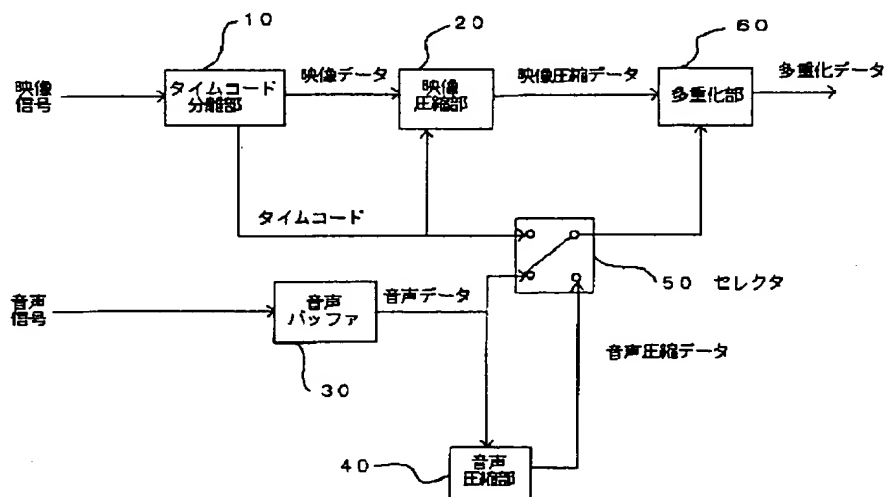 10
20
60
映像
信号
タイムコード
分離部
映像データ
映像
圧縮部
映像圧縮データ
多重化部
多重化データ
タイムコード
50 セレクタ
音声
信号
音声
バッファ
音声データ
30
音声圧縮データ
40
音声
圧縮部